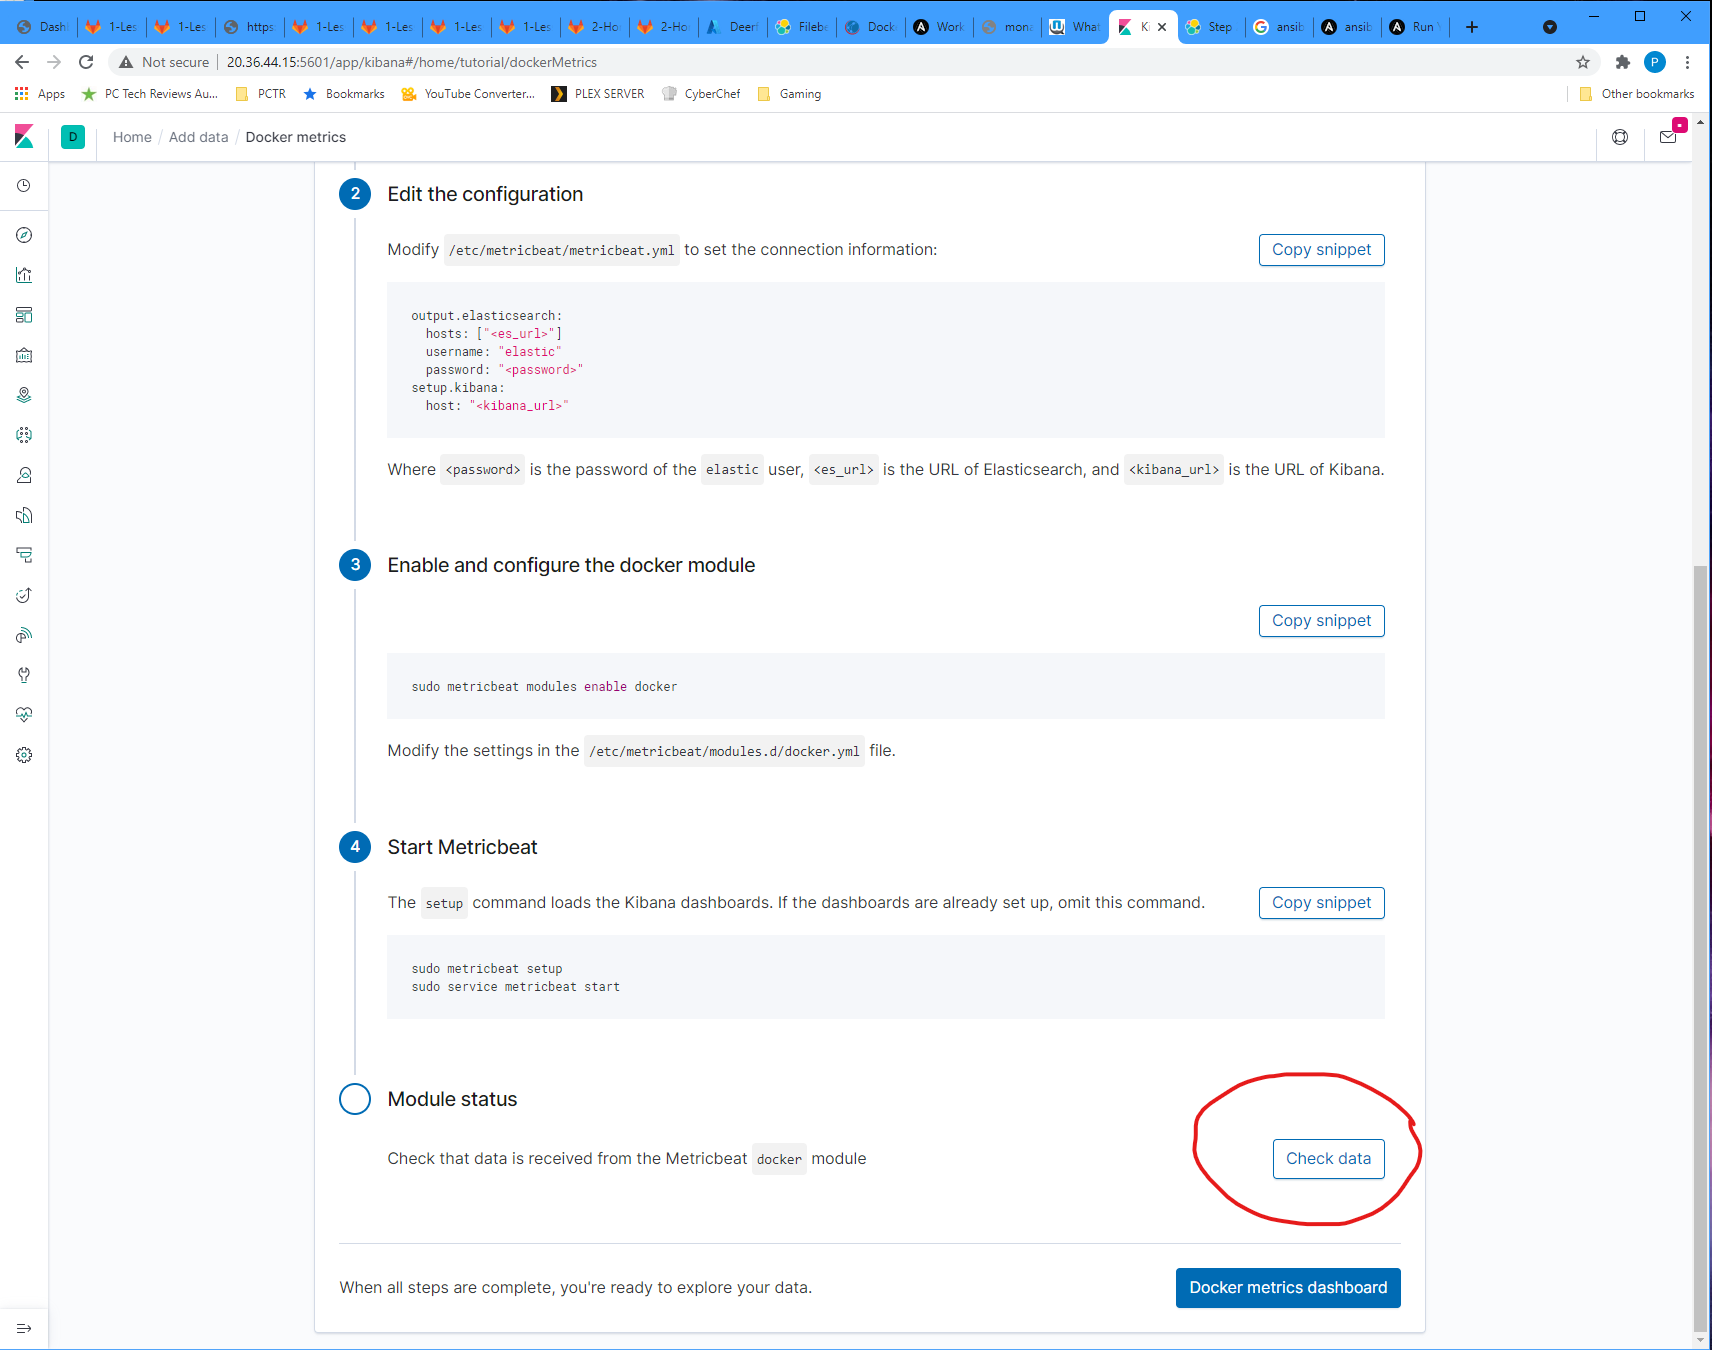 Dashl
1-Les
1-Les
https
1-Les
1-Les
1-Les
1-Les
2-Ho
2-Ho
Deerf
Filebe
Docke
Work
mona
What
Ki
Step
ansib
ansib
Run
Not secure
20.36.44.15:5601/app/kibana#/home/tutorial/dockerMetrics
P
Apps
PC Tech Reviews Au...
PCTR
Bookmarks
YouTube Converter...
PLEX SERVER
CyberChef
Gaming
Other bookmarks
D
Home / Add data / Docker metrics
2
Edit the configuration
Modify /etc/metricbeat/metricbeat.yml to set the connection information:
Copy snippet
output.elasticsearch:
hosts: ["<es_url>"]
username: "elastic"
password: "<password>"
setup.kibana:
host: "<kibana_url>"
Where <password> is the password of the elastic user, <es_url> is the URL of Elasticsearch, and <kibana_url> is the URL of Kibana.
3
Enable and configure the docker module
Copy snippet
sudo metricbeat modules enable docker
Modify the settings in the /etc/metricbeat/modules.d/docker.yml file.
4
Start Metricbeat
The setup command loads the Kibana dashboards. If the dashboards are already set up, omit this command.
Copy snippet
sudo metricbeat setup
sudo service metricbeat start
Module status
Check that data is received from the Metricbeat docker module
Check data
When all steps are complete, you're ready to explore your data.
Docker metrics dashboard